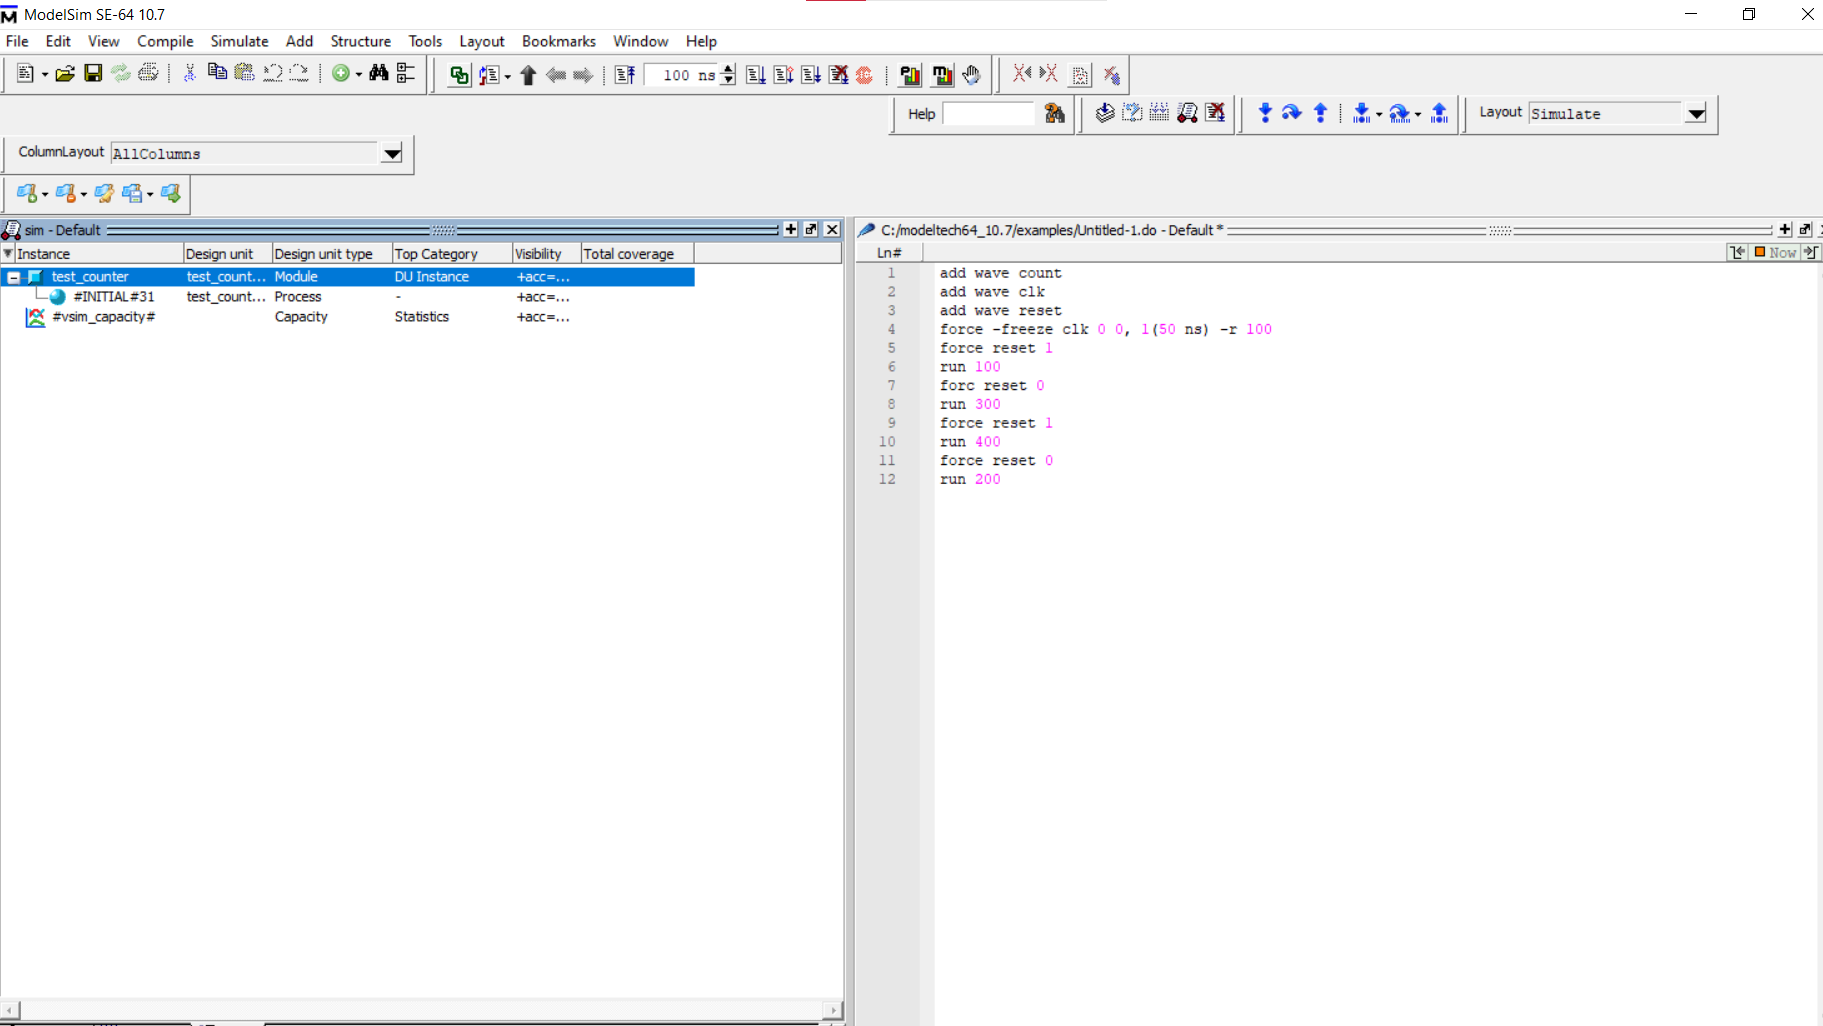 ModelSim SE-64 10.7
File Edit View Compile Simulate Add Structure Tools Layout Bookmarks Window Help
100 ns
Help
Layout Simulate
ColumnLayout AllColumns
sim - Default
Instance Design unit Design unit type Top Category Visibility Total coverage
test_counter test_count... Module DU Instance +acc=...
#INITIAL#31 test_count... Process - +acc=...
#vsim_capacity# Capacity Statistics +acc=...
C:/modeltech64_10.7/examples/Untitled-1.do - Default *
Ln# Now
1 add wave count
2 add wave clk
3 add wave reset
4 force -freeze clk 0 0, 1(50 ns) -r 100
5 force reset 1
6 run 100
7 forc reset 0
8 run 300
9 force reset 1
10 run 400
11 force reset 0
12 run 200